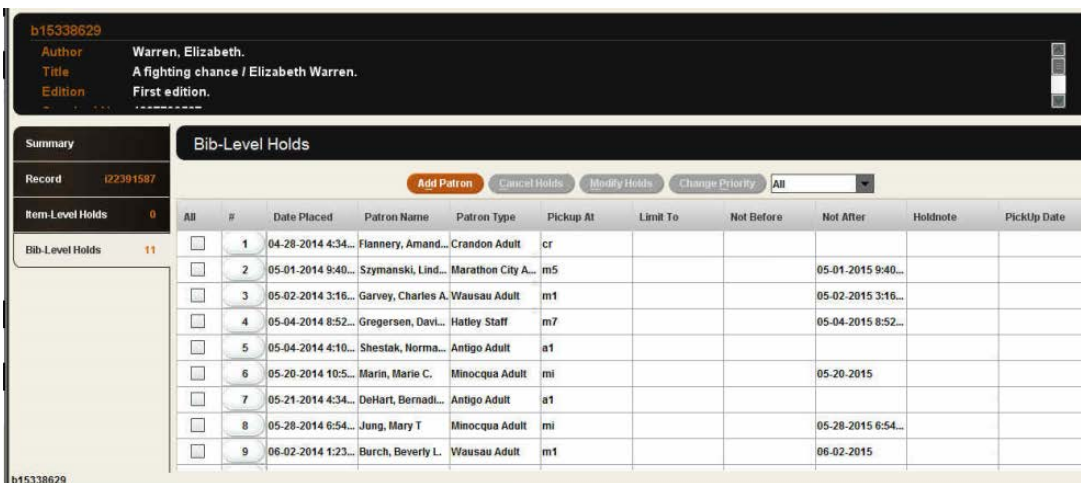 b15338629
Author Warren, Elizabeth.
Title A fighting chance / Elizabeth Warren.
Edition First edition.
Summary
Bib-Level Holds
Record i22391587
Add Patron Cancel Holds Modify Holds Change Priority All
Item-Level Holds 0
Bib-Level Holds 11
All # Date Placed Patron Name Patron Type Pickup At Limit To Not Before Not After Holdnote PickUp Date
1 04-28-2014 4:34... Flannery, Amand... Crandon Adult cr
2 05-01-2014 9:40... Szymanski, Lind... Marathon City A... m5 05-01-2015 9:40...
3 05-02-2014 3:16... Garvey, Charles A. Wausau Adult m1 05-02-2015 3:16...
4 05-04-2014 8:52... Gregersen, Davi... Hatley Staff m7 05-04-2015 8:52...
5 05-04-2014 4:10... Shestak, Norma... Antigo Adult a1
6 05-20-2014 10:5... Marin, Marie C. Minocqua Adult mi 05-20-2015
7 05-21-2014 4:34... DeHart, Bernadi... Antigo Adult a1
8 05-28-2014 6:54... Jung, Mary T Minocqua Adult mi 05-28-2015 6:54...
9 06-02-2014 1:23... Burch, Beverly L. Wausau Adult m1 06-02-2015
b15338629